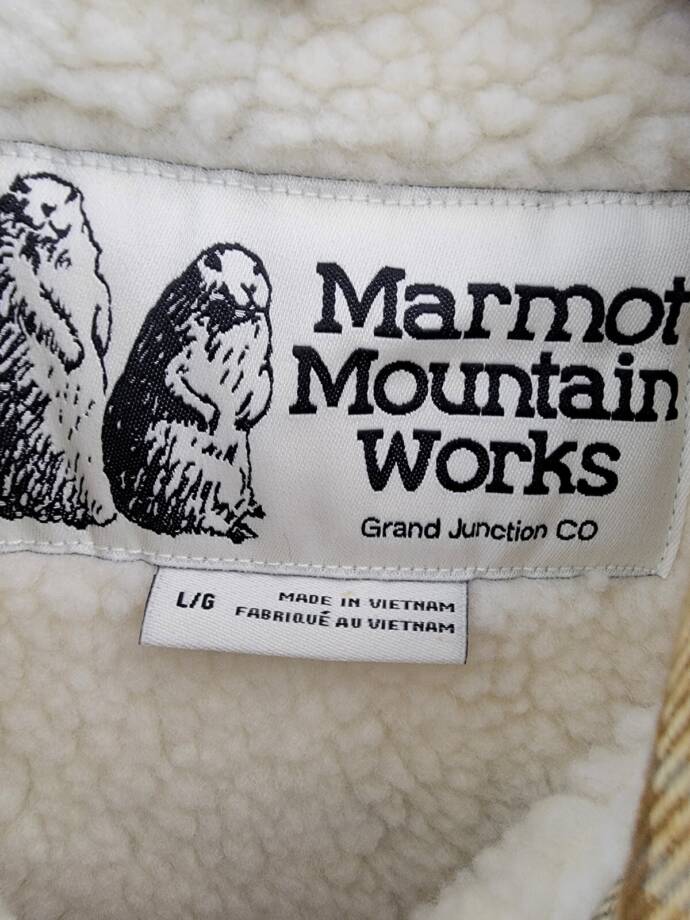 Marmot
Mountain
Works
Grand Junction CO
L/G
MADE IN VIETNAM
FABRIQUÉ AU VIETNAM